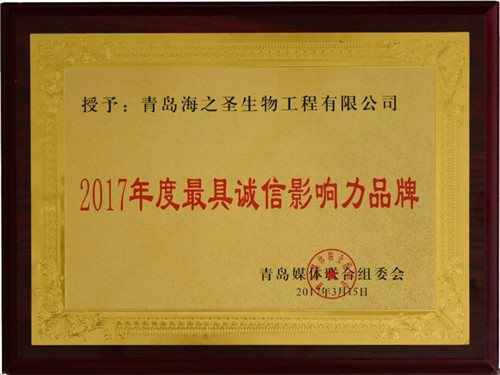 授予：青岛海之圣生物工程有限公司
2017年度最具诚信影响力品牌
青岛媒体联合组委会
2017年3月15日